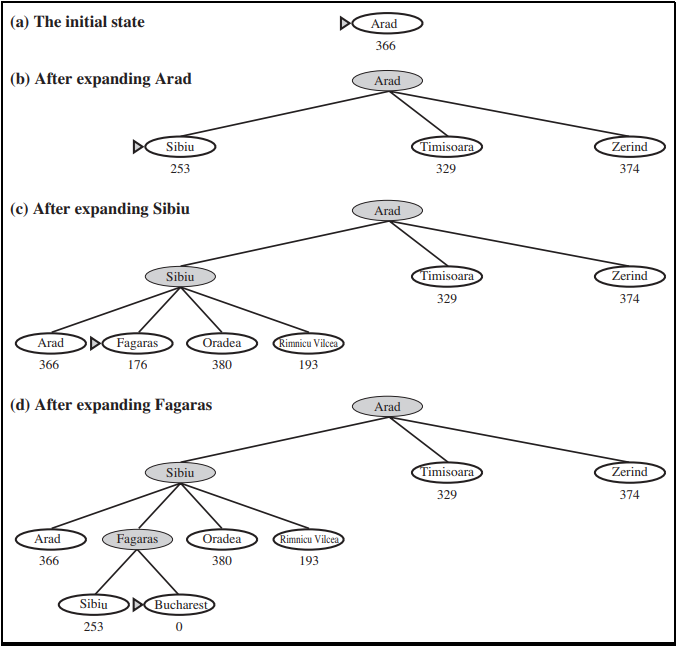 (a) The initial state
Arad
366
(b) After expanding Arad
Arad
Sibiu Timisoara Zerind
253 329 374
(c) After expanding Sibiu
Arad
Sibiu Timisoara Zerind
329 374
Arad Fagaras Oradea Rimnicu Vilcea
366 176 380 193
(d) After expanding Fagaras
Arad
Sibiu Timisoara Zerind
329 374
Arad Fagaras Oradea Rimnicu Vilcea
366 380 193
Sibiu Bucharest
253 0